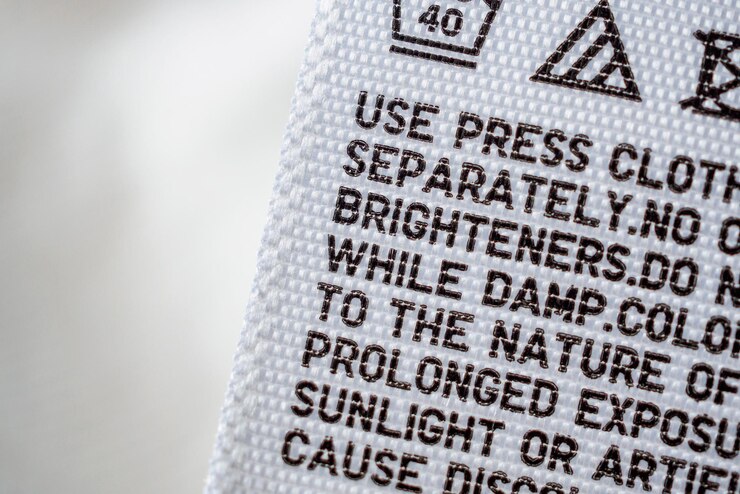 40
USE PRESS CLOTH
SEPARATELY.NO O
BRIGHTENERS.DO N
WHILE DAMP.COLO
TO THE NATURE OF
PROLONGED EXPOSU
SUNLIGHT OR ARTIF
CAUSE DISCO